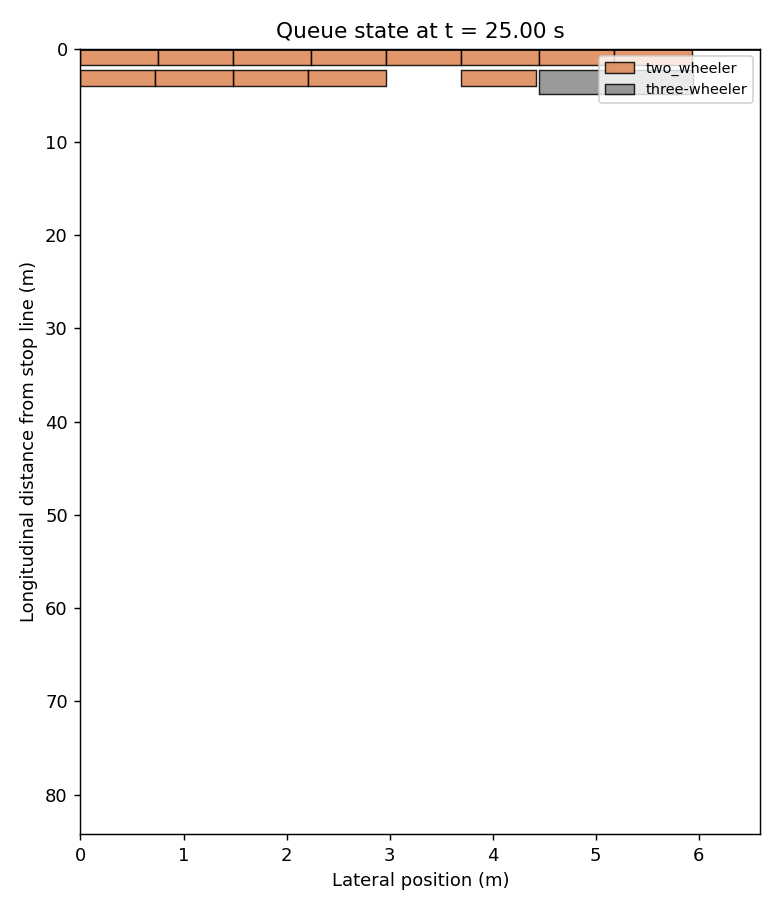 Queue state at t = 25.00 s
two_wheeler
three-wheeler
0
10
20
30
40
50
60
70
80
Longitudinal distance from stop line (m)
0 1 2 3 4 5 6
Lateral position (m)